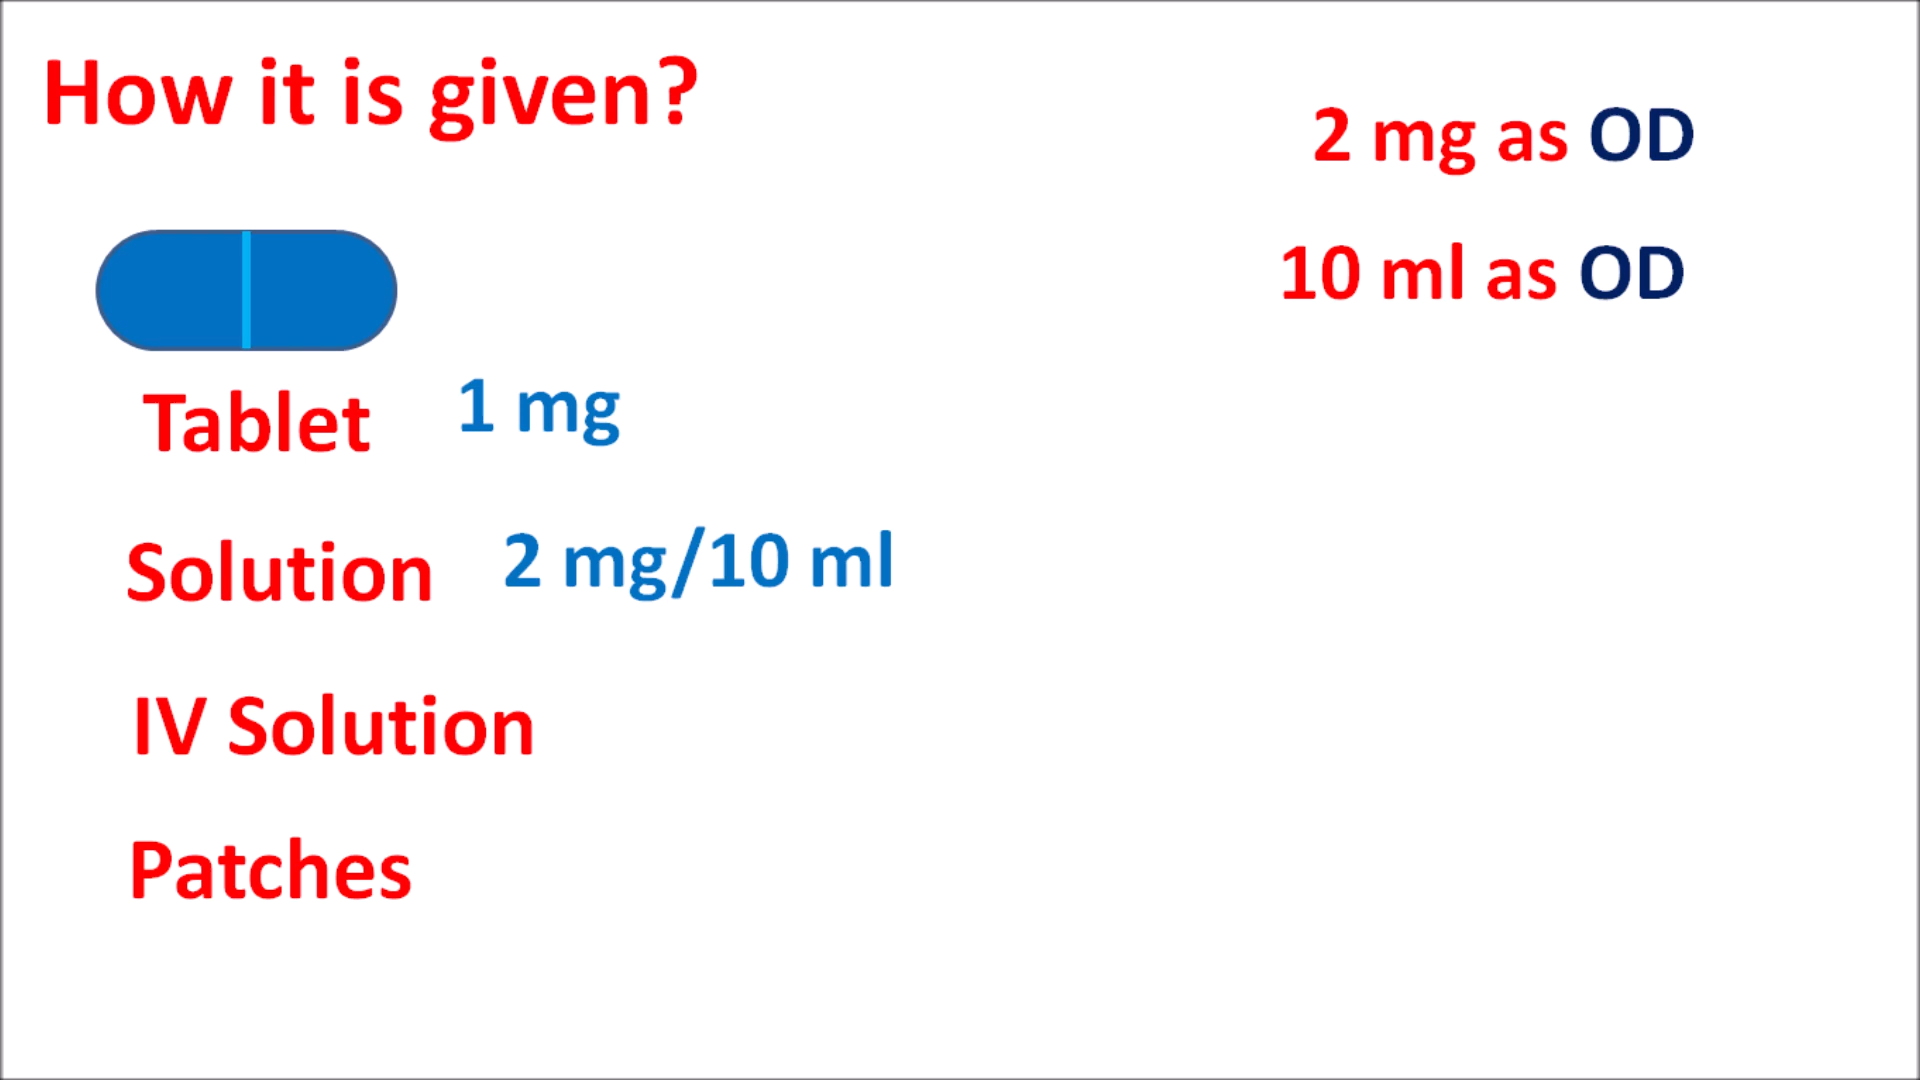 How it is given?
2 mg as OD
10 ml as OD
Tablet 1 mg
Solution 2 mg/10 ml
IV Solution
Patches